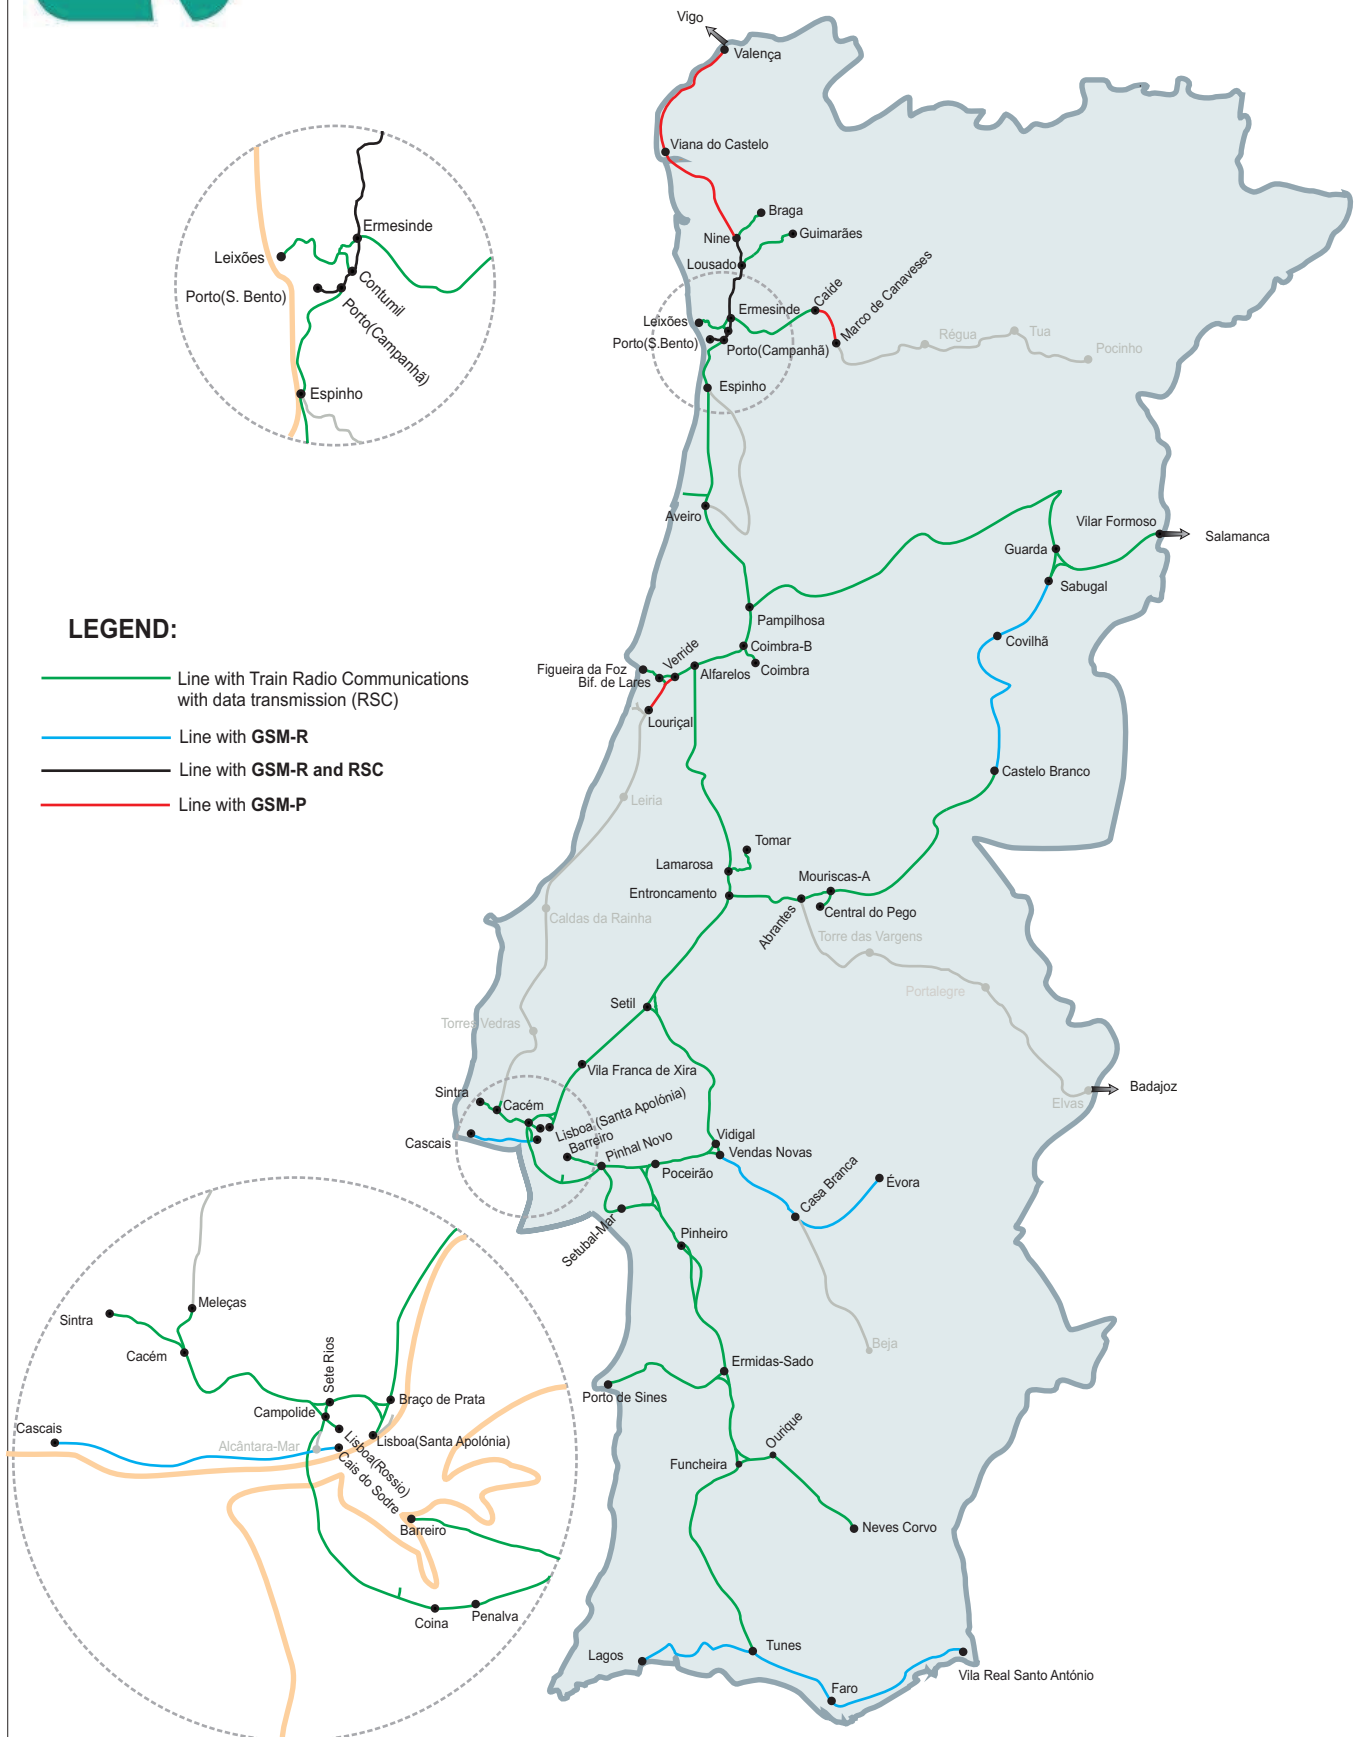 Vigo
Valença
Viana do Castelo
Braga
Nine
Guimarães
Lousado
Caíde
Marco de Canaveses
Ermesinde
Leixões
Porto(S.Bento)
Porto(Campanhã)
Régua
Tua
Pocinho
Espinho
Ermesinde
Leixões
Contumil
Porto(S. Bento)
Porto(Campanhã)
Espinho
Aveiro
Vilar Formoso
Salamanca
Guarda
Sabugal
Pampilhosa
Covilhã
Coimbra-B
Coimbra
Verride
Alfarelos
Figueira da Foz
Bif. de Lares
Louriçal
LEGEND:
Line with Train Radio Communications
with data transmission (RSC)
Line with GSM-R
Line with GSM-R and RSC
Line with GSM-P
Castelo Branco
Leiria
Tomar
Lamarosa
Entroncamento
Mouriscas-A
Central do Pego
Abrantes
Caldas da Rainha
Torre das Vargens
Portalegre
Setil
Torres Vedras
Vila Franca de Xira
Elvas
Badajoz
Sintra
Cacém
Lisboa (Santa Apolónia)
Cascais
Barreiro
Pinhal Novo
Vidigal
Vendas Novas
Poceirão
Casa Branca
Évora
Setubal-Mar
Pinheiro
Beja
Ermidas-Sado
Porto de Sines
Ourique
Funcheira
Neves Corvo
Tunes
Lagos
Faro
Vila Real Santo António
Meleças
Sintra
Cacém
Sete Rios
Braço de Prata
Campolide
Cascais
Alcântara-Mar
Lisboa(Santa Apolónia)
Lisboa(Rossio)
Cais do Sodre
Barreiro
Coina
Penalva